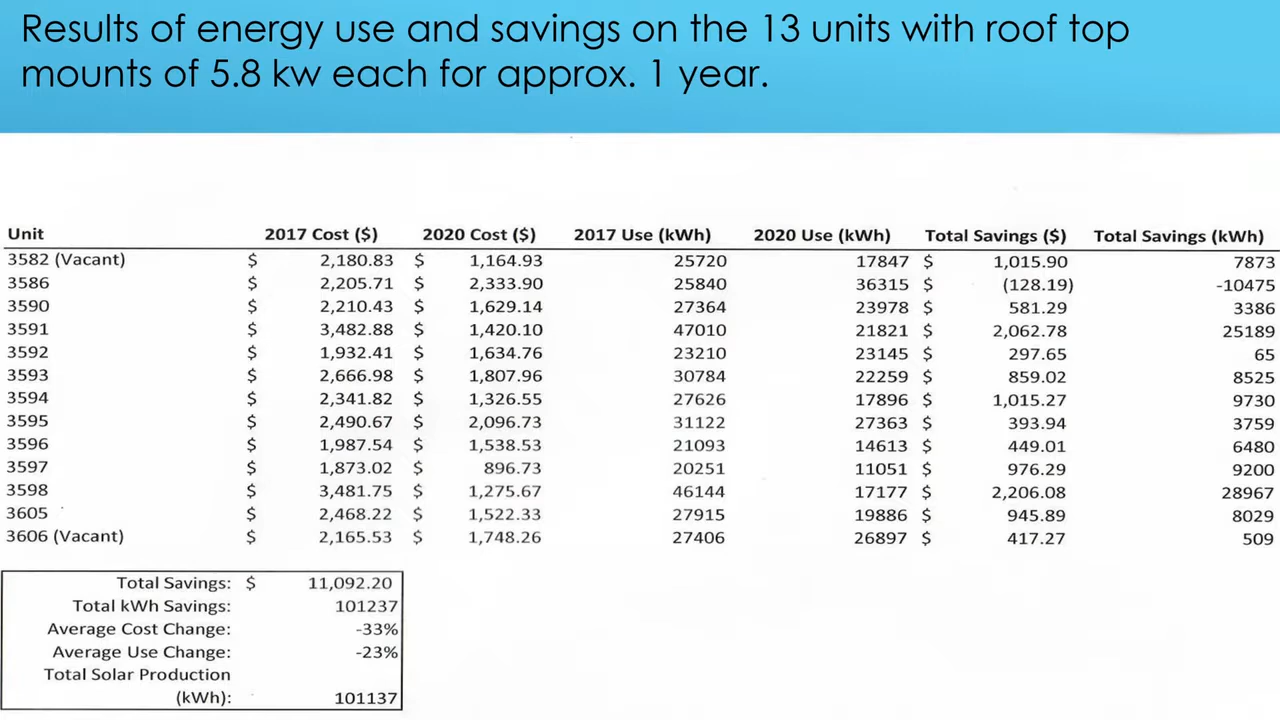 Results of energy use and savings on the 13 units with roof top
mounts of 5.8 kw each for approx. 1 year.
Unit 2017 Cost ($) 2020 Cost ($) 2017 Use (kWh) 2020 Use (kWh) Total Savings ($) Total Savings (kWh)
3582 (Vacant) $ 2,180.83 $ 1,164.93 25720 17847 $ 1,015.90 7873
3586 $ 2,205.71 $ 2,333.90 25840 36315 $ (128.19) -10475
3590 $ 2,210.43 $ 1,629.14 27364 23978 $ 581.29 3386
3591 $ 3,482.88 $ 1,420.10 47010 21821 $ 2,062.78 25189
3592 $ 1,932.41 $ 1,634.76 23210 23145 $ 297.65 65
3593 $ 2,666.98 $ 1,807.96 30784 22259 $ 859.02 8525
3594 $ 2,341.82 $ 1,326.55 27626 17896 $ 1,015.27 9730
3595 $ 2,490.67 $ 2,096.73 31122 27363 $ 393.94 3759
3596 $ 1,987.54 $ 1,538.53 21093 14613 $ 449.01 6480
3597 $ 1,873.02 $ 896.73 20251 11051 $ 976.29 9200
3598 $ 3,481.75 $ 1,275.67 46144 17177 $ 2,206.08 28967
3605 $ 2,468.22 $ 1,522.33 27915 19886 $ 945.89 8029
3606 (Vacant) $ 2,165.53 $ 1,748.26 27406 26897 $ 417.27 509
Total Savings: $ 11,092.20
Total kWh Savings: 101237
Average Cost Change: -33%
Average Use Change: -23%
Total Solar Production
(kWh): 101137